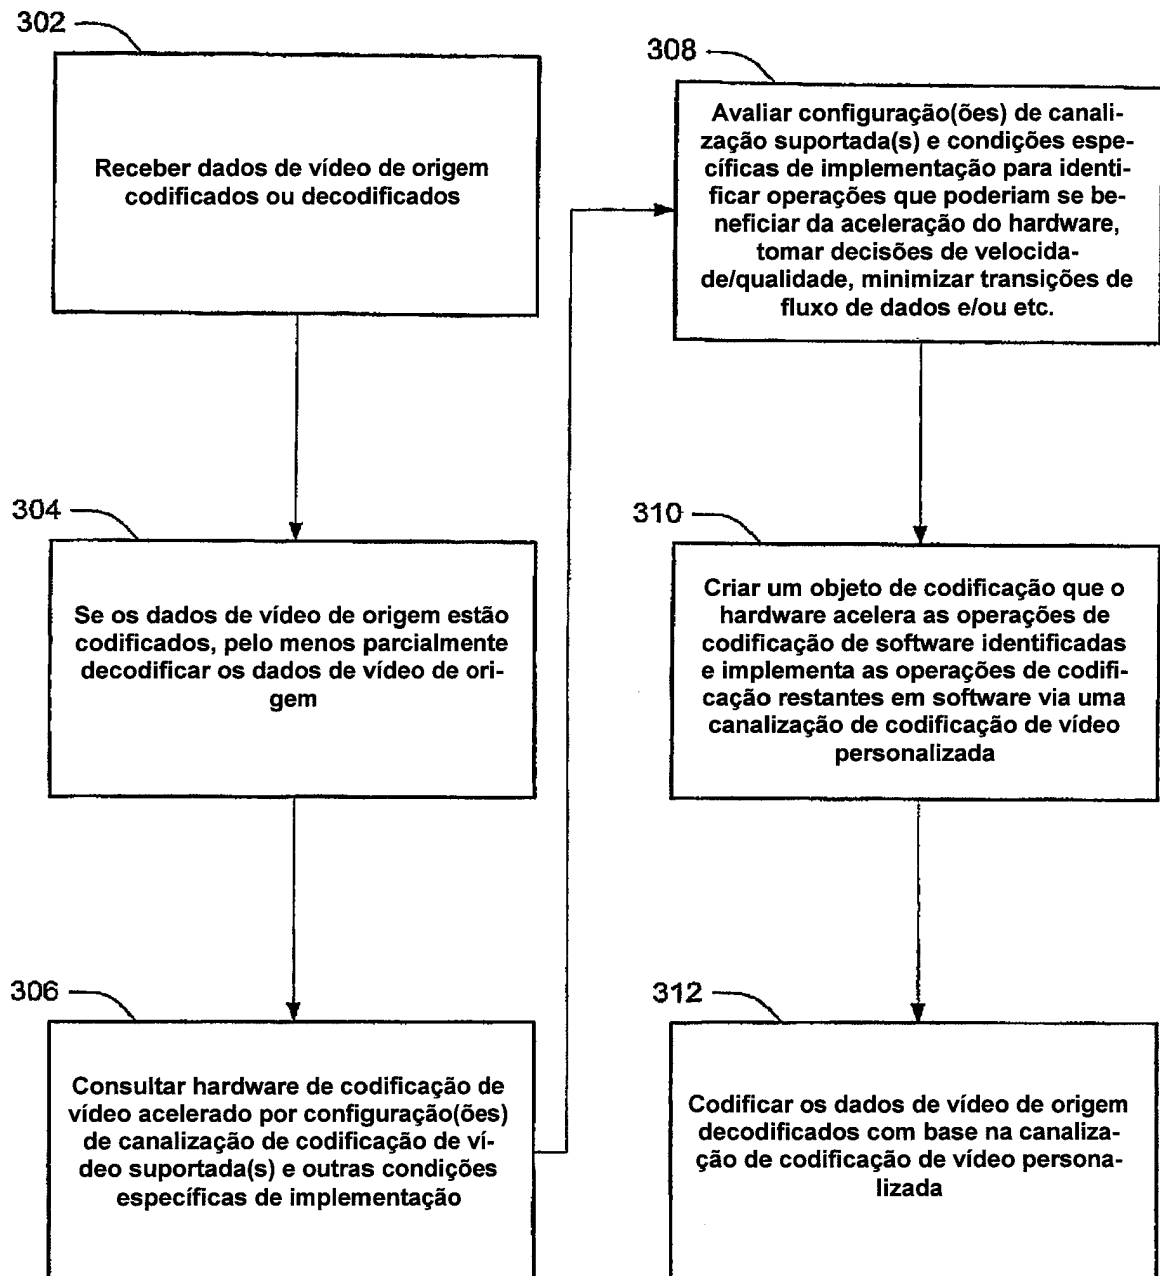 302
Receber dados de vídeo de origem
codificados ou decodificados
304
Se os dados de vídeo de origem estão
codificados, pelo menos parcialmente
decodificar os dados de vídeo de ori-
gem
306
Consultar hardware de codificação de
vídeo acelerado por configuração(ões)
de canalização de codificação de ví-
deo suportada(s) e outras condições
específicas de implementação
308
Avaliar configuração(ões) de canali-
zação suportada(s) e condições espe-
cíficas de implementação para identi-
ficar operações que poderiam se be-
neficiar da aceleração do hardware,
tomar decisões de velocida-
de/qualidade, minimizar transições de
fluxo de dados e/ou etc.
310
Criar um objeto de codificação que o
hardware acelera as operações de
codificação de software identificadas
e implementa as operações de codifi-
cação restantes em software via uma
canalização de codificação de vídeo
personalizada
312
Codificar os dados de vídeo de origem
decodificados com base na canaliza-
ção de codificação de vídeo persona-
lizada